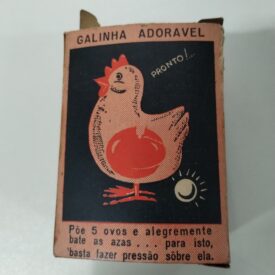 GALINHA ADORAVEL
PRONTO!...
Põe 5 ovos e alegremente
bate as azas . . . para isto,
basta fazer pressão sôbre ela.